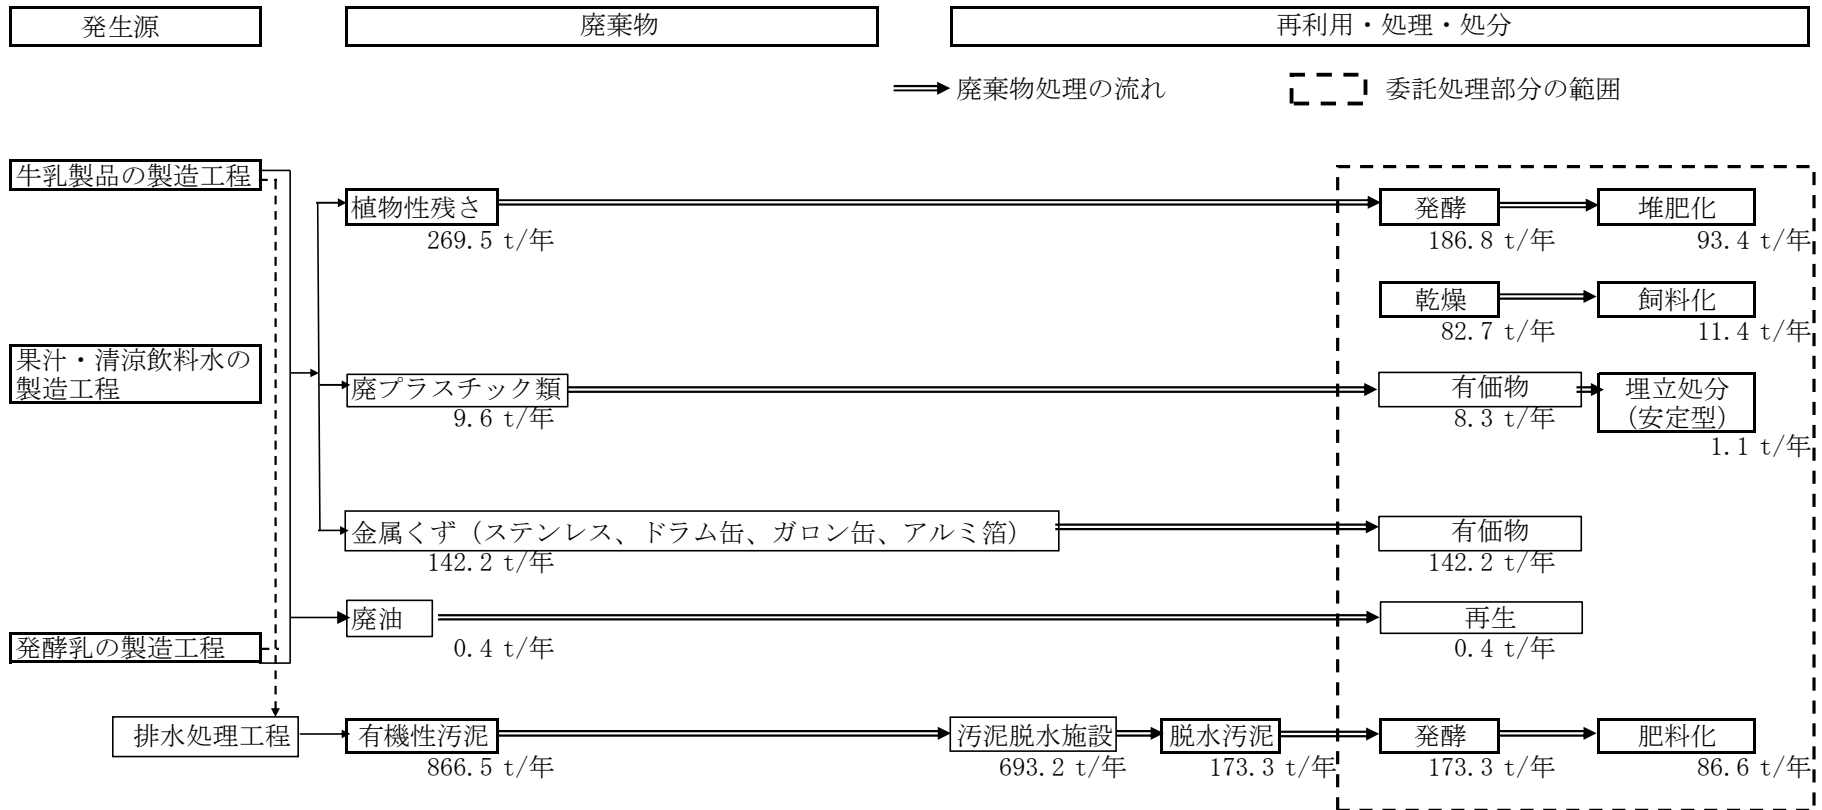 発生源
廃棄物
再利用・処理・処分
廃棄物処理の流れ
委託処理部分の範囲
牛乳製品の製造工程
植物性残さ
269.5 t/年
発酵
186.8 t/年
堆肥化
93.4 t/年
乾燥
82.7 t/年
飼料化
11.4 t/年
果汁・清涼飲料水の
製造工程
廃プラスチック類
9.6 t/年
有価物
8.3 t/年
埋立処分
(安定型)
1.1 t/年
金属くず（ステンレス、ドラム缶、ガロン缶、アルミ箔）
142.2 t/年
有価物
142.2 t/年
廃油
0.4 t/年
再生
0.4 t/年
発酵乳の製造工程
排水処理工程
有機性汚泥
866.5 t/年
汚泥脱水施設
693.2 t/年
脱水汚泥
173.3 t/年
発酵
173.3 t/年
肥料化
86.6 t/年